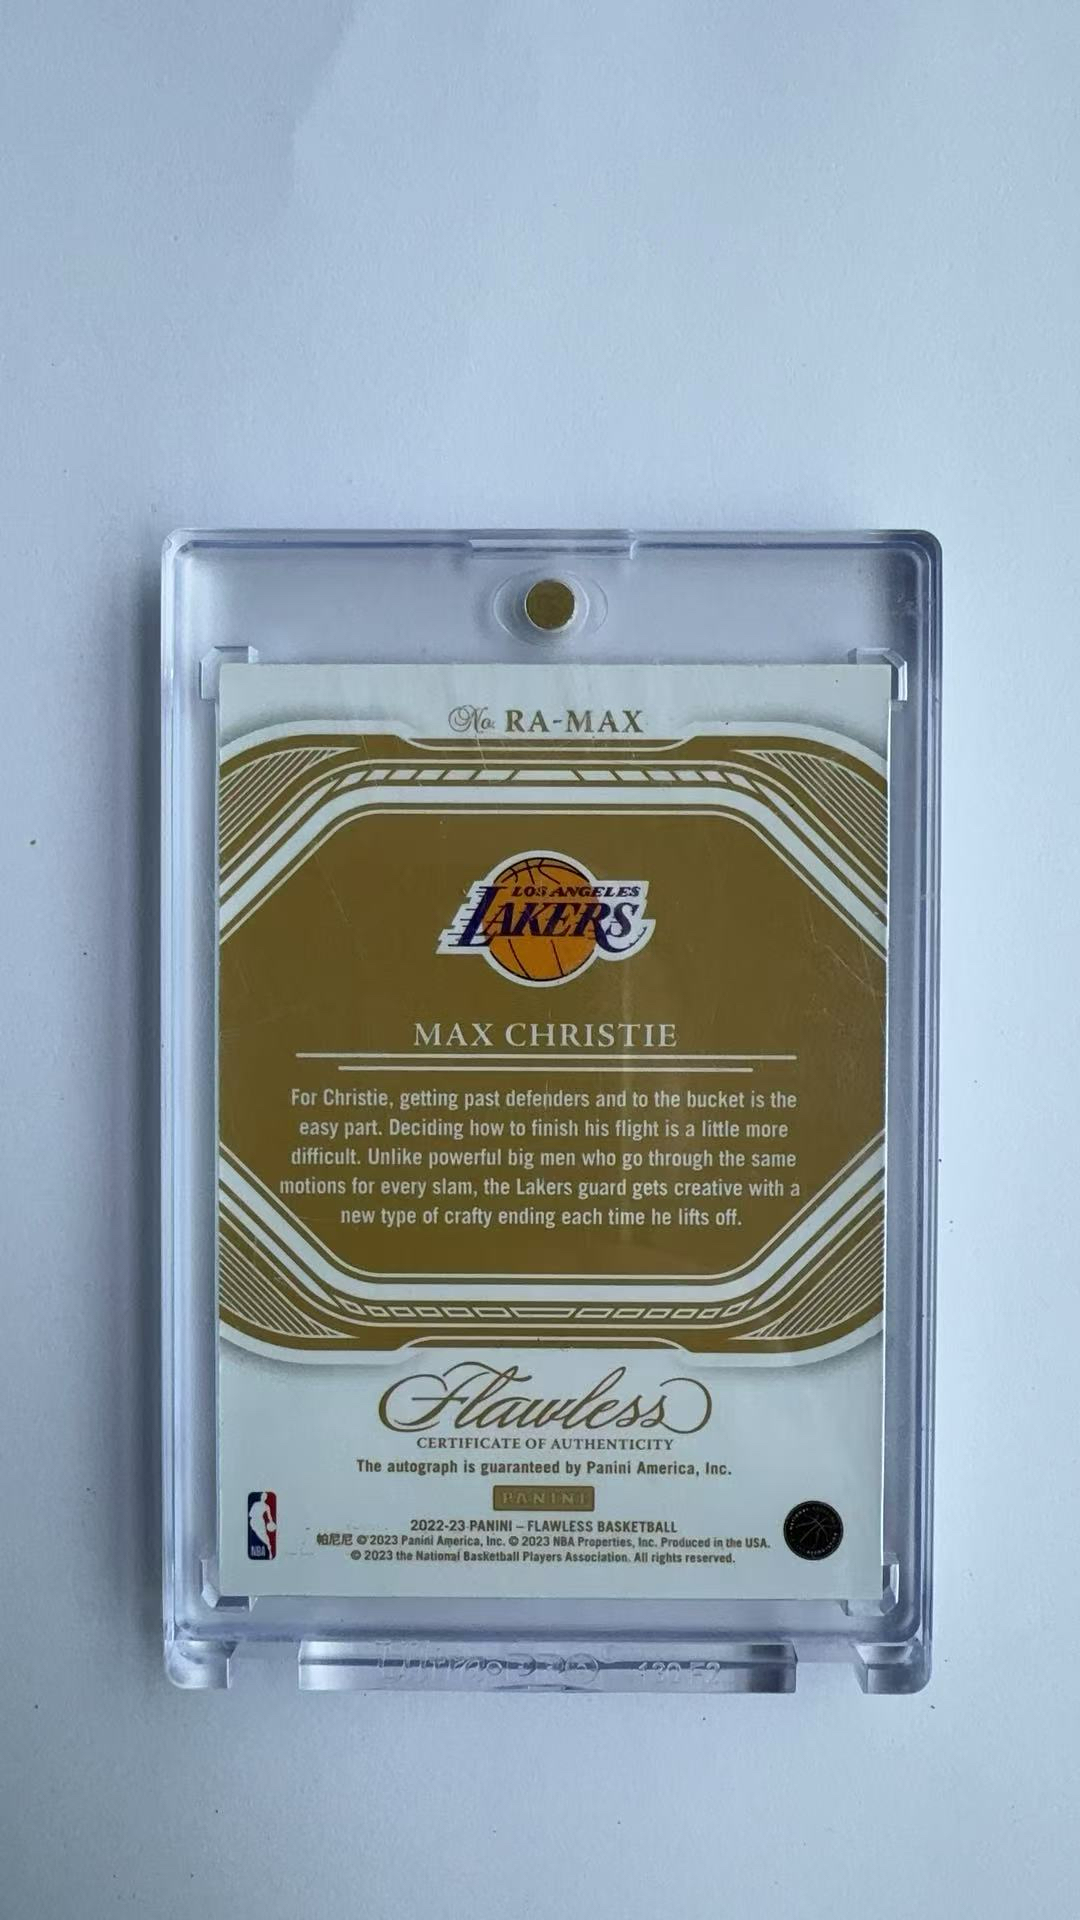 No. RA-MAX
LOS ANGELES
LAKERS
MAX CHRISTIE
For Christie, getting past defenders and to the bucket is the
easy part. Deciding how to finish his flight is a little more
difficult. Unlike powerful big men who go through the same
motions for every slam, the Lakers guard gets creative with a
new type of crafty ending each time he lifts off.
Flawless
CERTIFICATE OF AUTHENTICITY
The autograph is guaranteed by Panini America, Inc.
PANINI
2022-23 PANINI – FLAWLESS BASKETBALL
帕尼尼 © 2023 Panini America, Inc. © 2023 NBA Properties, Inc. Produced in the USA.
© 2023 the National Basketball Players Association. All rights reserved.
NBA
Ultra•PRO